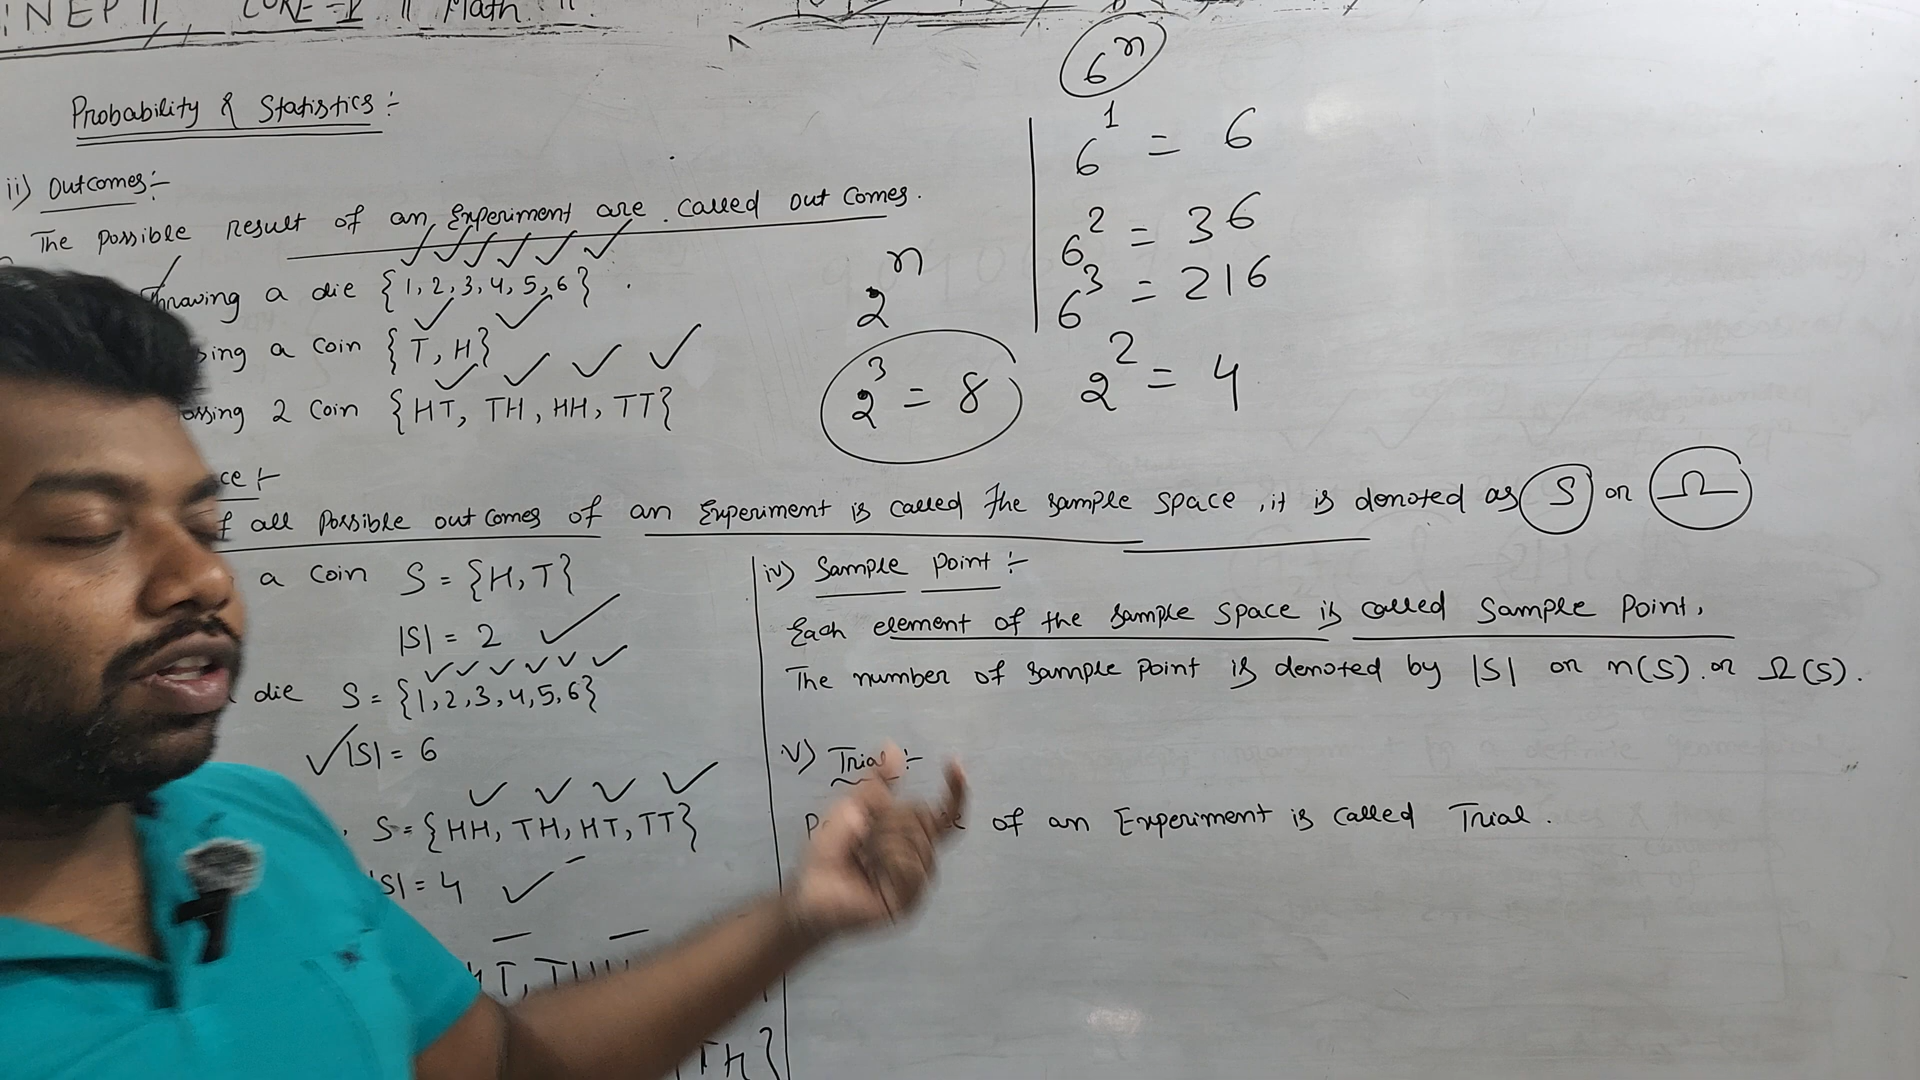 NEP || CORE-1 || Math ||
Probability & Statistics :-
ii) Outcomes :-
The possible result of an Experiment are called out comes.
Throwing a die {1, 2, 3, 4, 5, 6} .
a coin {T, H}
2 coin {HT, TH, HH, TT}
6^n
6^1 = 6
6^2 = 36
6^3 = 216
2^n
2^3 = 8
2^2 = 4
all possible out comes of an Experiment is called the sample space, it is denoted as S or Ω
a coin S = {H, T}
|S| = 2
die S = {1, 2, 3, 4, 5, 6}
|S| = 6
S = {HH, TH, HT, TT}
|S| = 4
iv) Sample point :-
Each element of the sample space is called sample point,
The number of sample point is denoted by |S| or n(S). or Ω(S).
v) Trial :-
of an Experiment is called Trial.